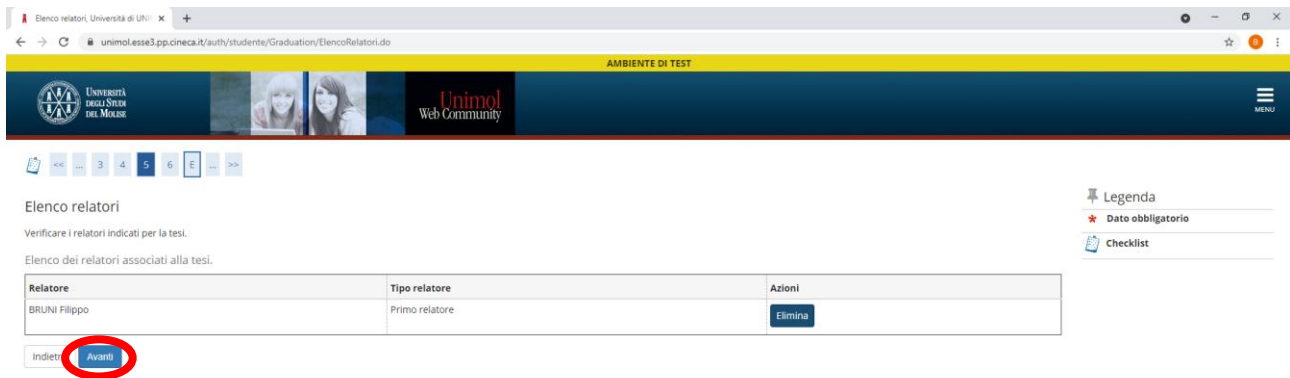 Elenco relatori, Università di UNI
unimol.esse3.pp.cineca.it/auth/studente/Graduation/ElencoRelatori.do
B
AMBIENTE DI TEST
UNIVERSITÀ
DEGLI STUDI
DEL MOLISE
Unimol
Web Community
MENU
<< ... 3 4 5 6 E ... >>
Elenco relatori
Verificare i relatori indicati per la tesi.
Elenco dei relatori associati alla tesi.
Relatore Tipo relatore Azioni
BRUNI Filippo Primo relatore Elimina
Indietr Avanti
Legenda
* Dato obbligatorio
Checklist